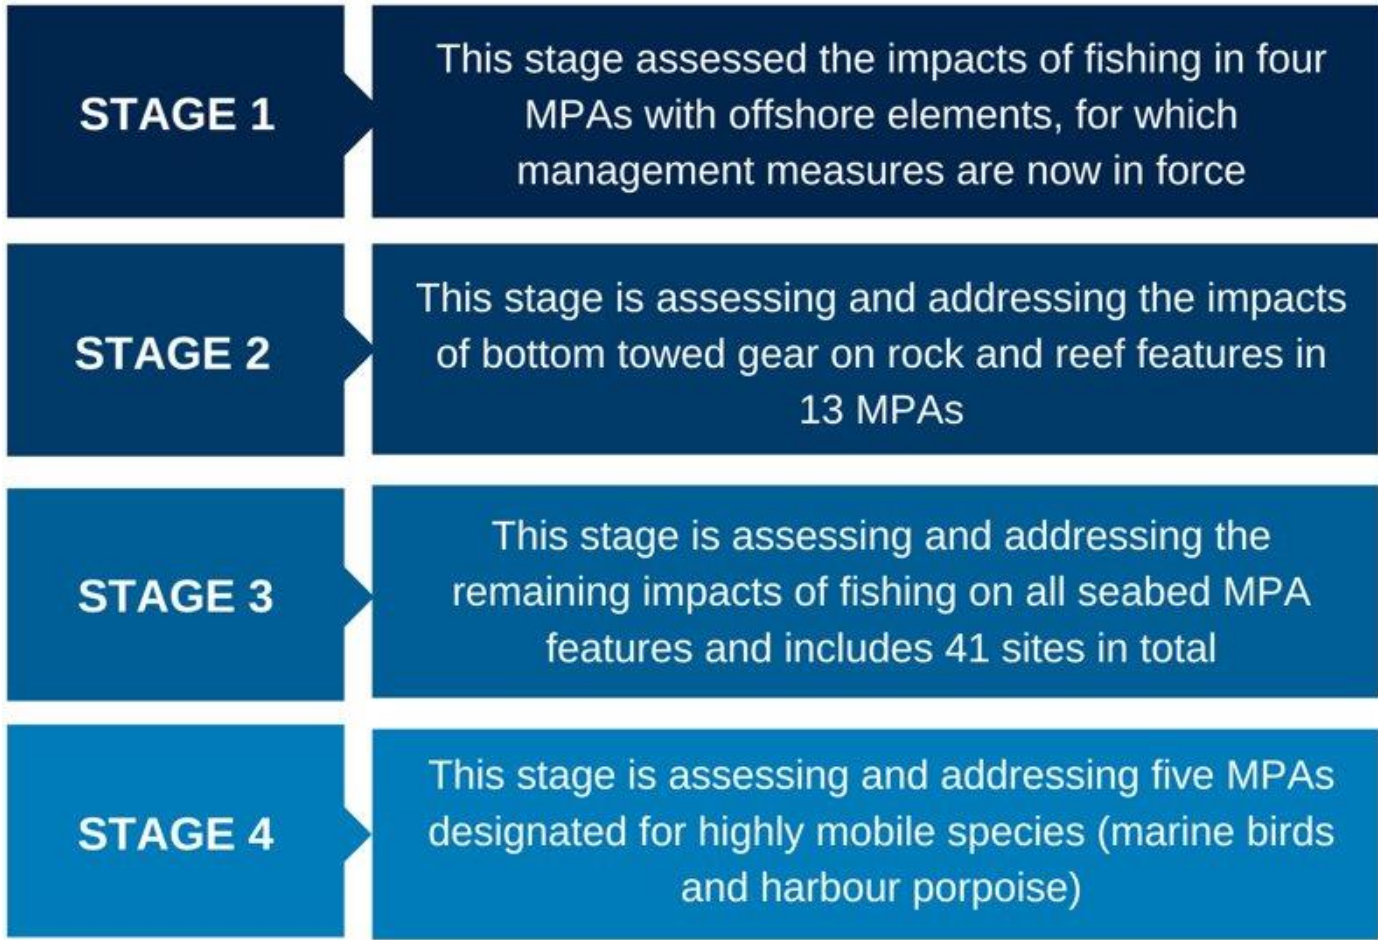 STAGE 1
This stage assessed the impacts of fishing in four
MPAs with offshore elements, for which
management measures are now in force
STAGE 2
This stage is assessing and addressing the impacts
of bottom towed gear on rock and reef features in
13 MPAs
STAGE 3
This stage is assessing and addressing the
remaining impacts of fishing on all seabed MPA
features and includes 41 sites in total
STAGE 4
This stage is assessing and addressing five MPAs
designated for highly mobile species (marine birds
and harbour porpoise)